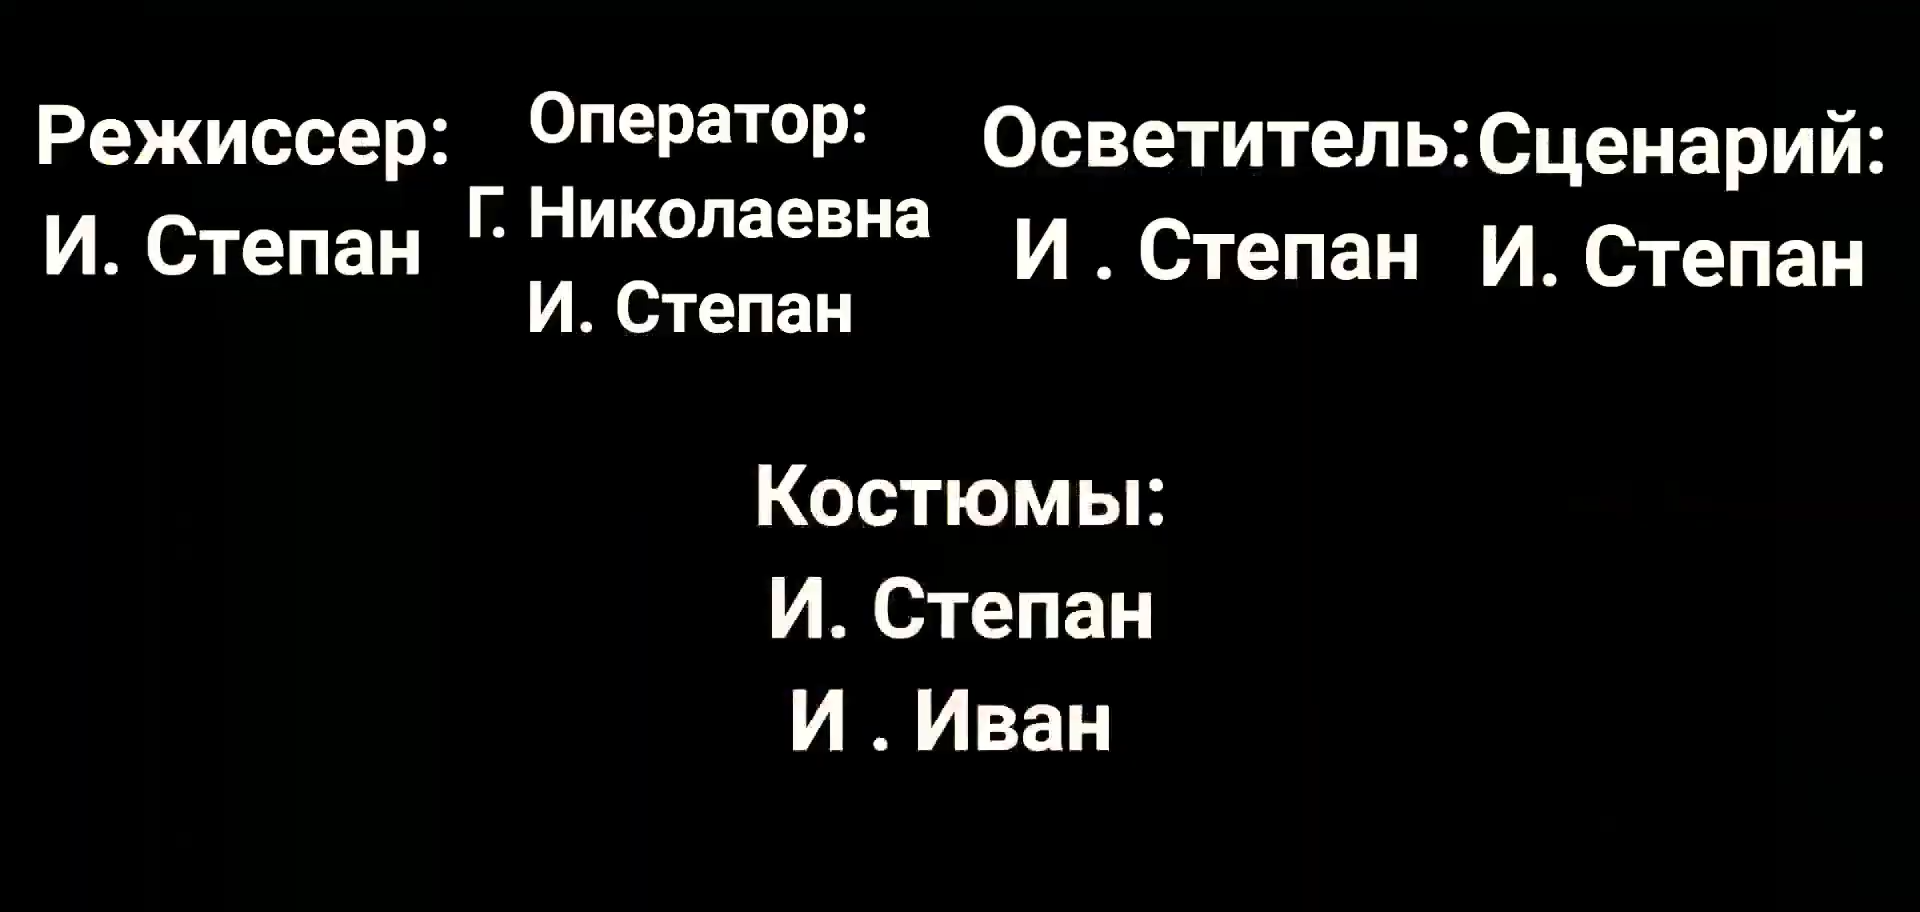 Режиссер:
И. Степан
Оператор:
Г. Николаевна
И. Степан
Осветитель:
И . Степан
Сценарий:
И. Степан
Костюмы:
И. Степан
И . Иван